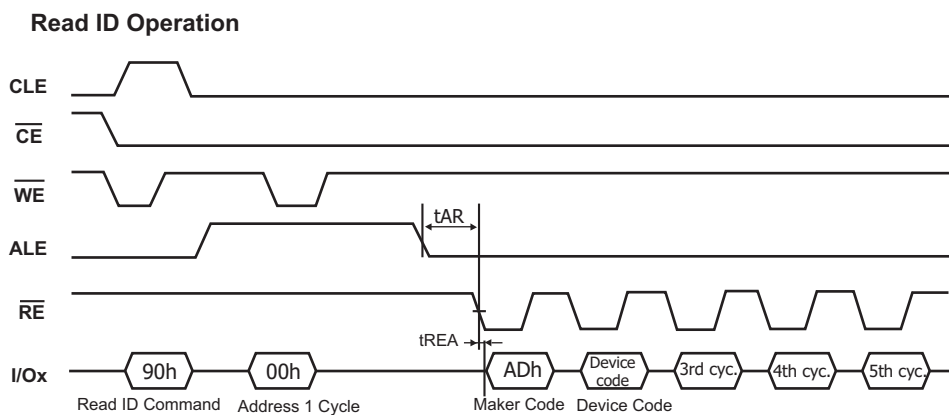 Read ID Operation
CLE
CE
WE
ALE
tAR
RE
tREA
I/Ox
90h
00h
ADh
Device
code
3rd cyc.
4th cyc.
5th cyc.
Read ID Command
Address 1 Cycle
Maker Code
Device Code